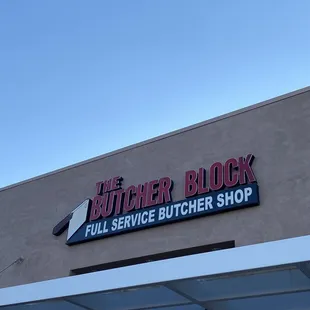 THE
BUTCHER BLOCK
FULL SERVICE BUTCHER SHOP